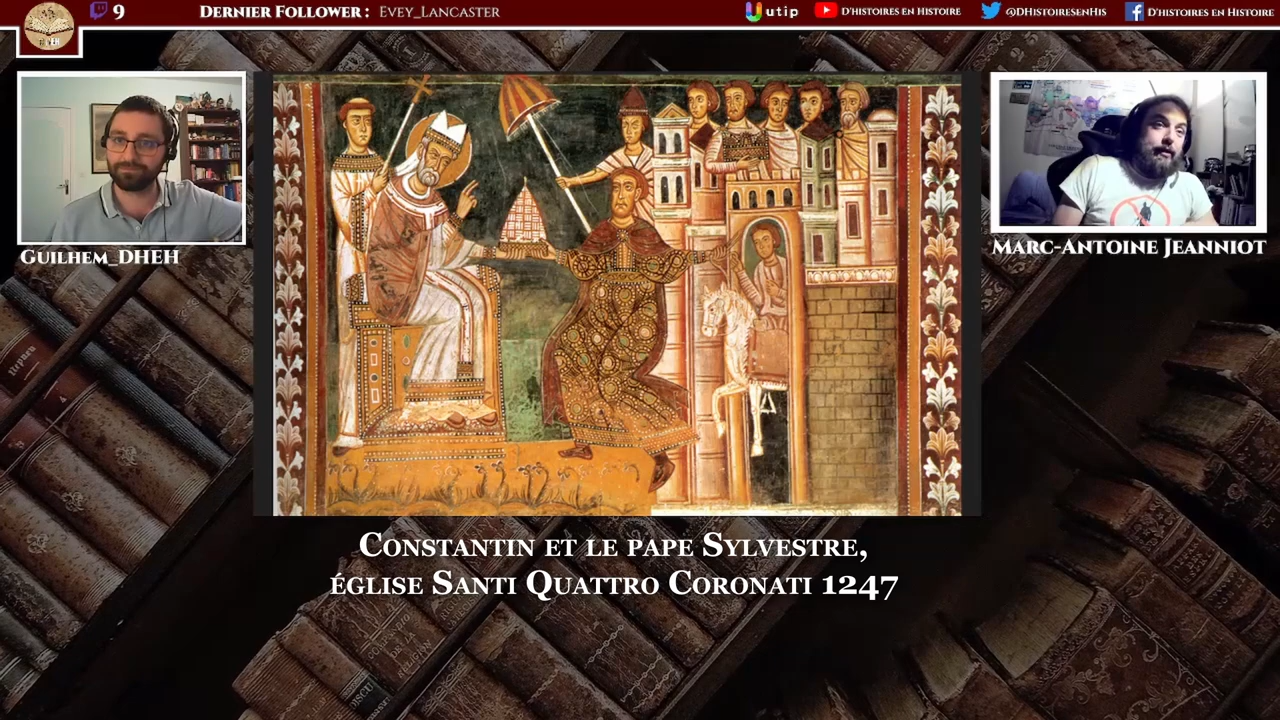 9
Dernier Follower : Evey_Lancaster
utip
D'histoires en Histoire
@DHistoiresenHis
D'histoires en Histoire
Guilhem_DHEH
Marc-Antoine Jeanniot
Constantin et le pape Sylvestre,
église Santi Quattro Coronati 1247